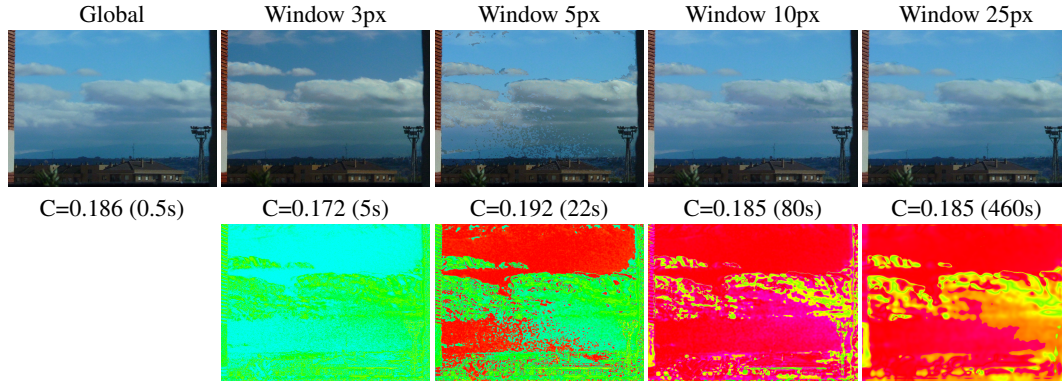 Global Window 3px Window 5px Window 10px Window 25px
C=0.186 (0.5s) C=0.172 (5s) C=0.192 (22s) C=0.185 (80s) C=0.185 (460s)